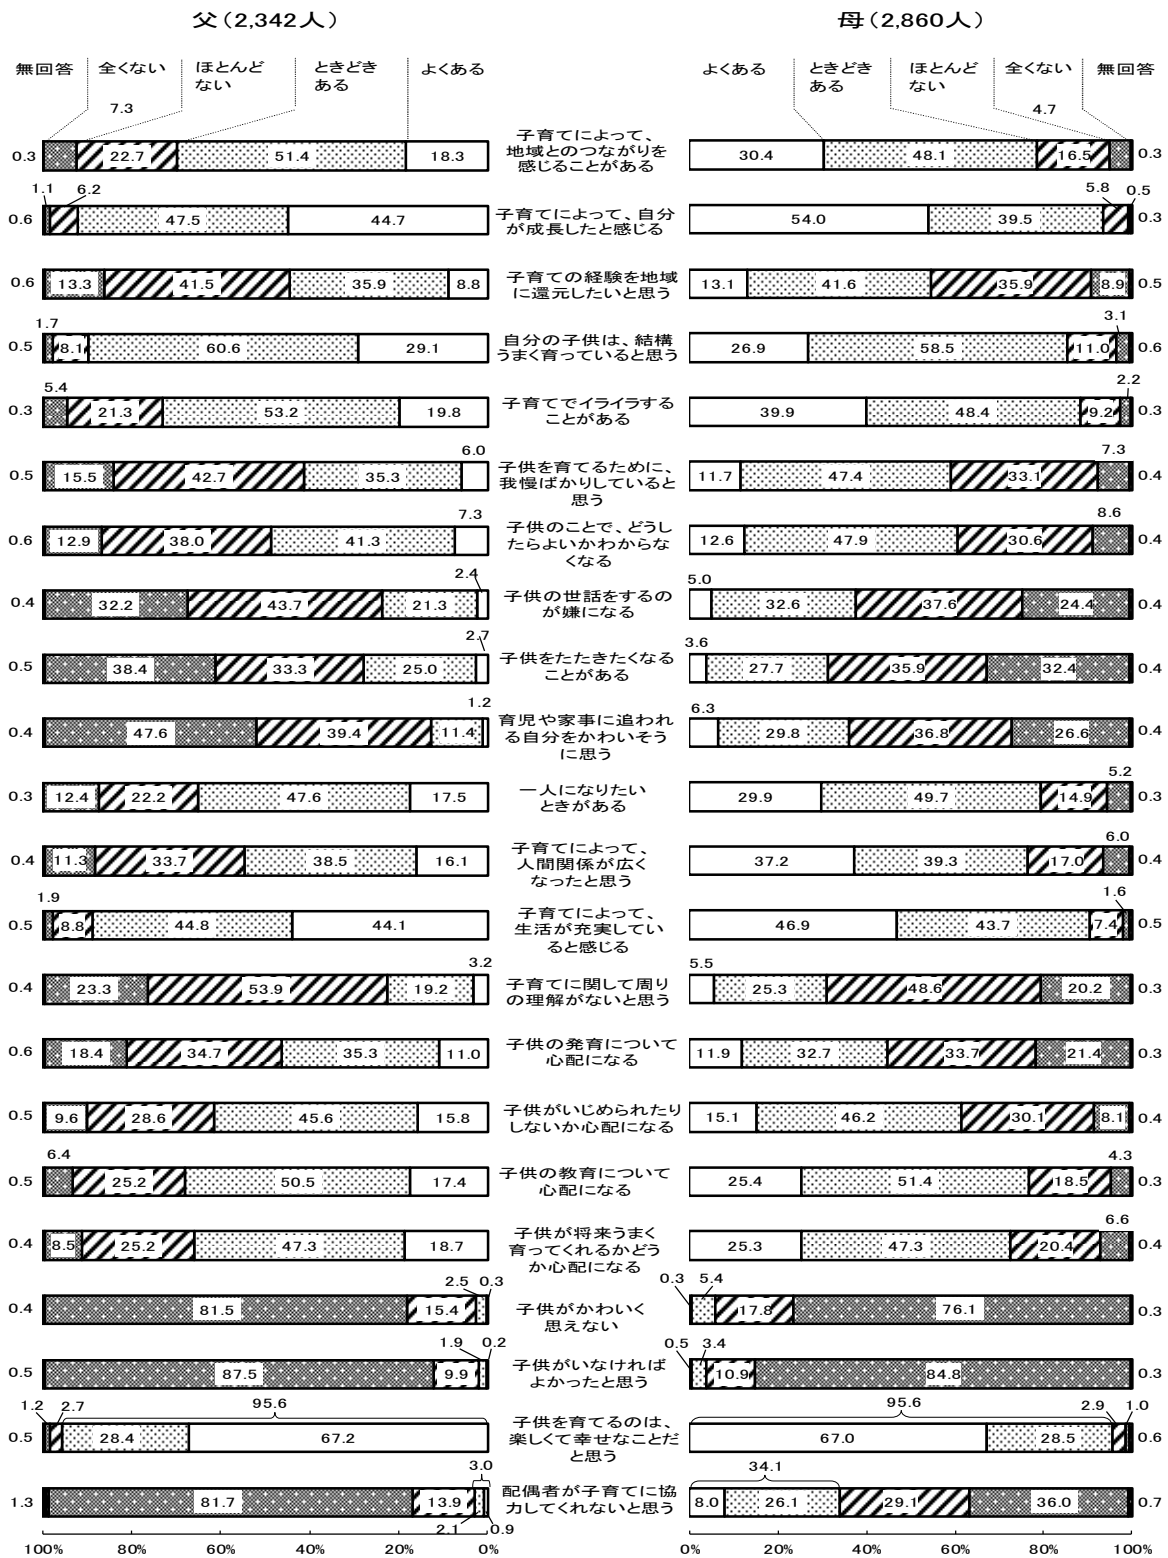 父（2,342人）
母（2,860人）
無回答 全くない ほとんど ときどき よくある
ない ある
よくある ときどき ほとんど 全くない 無回答
ある ない
7.3 4.7
0.3 22.7 51.4 18.3
子育てによって、
地域とのつながりを
感じることがある
30.4 48.1 16.5 0.3
1.1 6.2
0.6 47.5 44.7
子育てによって、自分
が成長したと感じる
5.8 0.5
54.0 39.5 0.3
0.6 13.3 41.5 35.9 8.8
子育ての経験を地域
に還元したいと思う
13.1 41.6 35.9 8.9 0.5
1.7
0.5 8.1 60.6 29.1
自分の子供は、結構
うまく育っていると思う
3.1
26.9 58.5 11.0 0.6
5.4
0.3 21.3 53.2 19.8
子育てでイライラする
ことがある
2.2
39.9 48.4 9.2 0.3
6.0
0.5 15.5 42.7 35.3
子供を育てるために、
我慢ばかりしていると
思う
7.3
11.7 47.4 33.1 0.4
7.3
0.6 12.9 38.0 41.3
子供のことで、どうし
たらよいかわからな
くなる
8.6
12.6 47.9 30.6 0.4
2.4
0.4 32.2 43.7 21.3
子供の世話をするの
が嫌になる
5.0
32.6 37.6 24.4 0.4
2.7
0.5 38.4 33.3 25.0
子供をたたきたくなる
ことがある
3.6
27.7 35.9 32.4 0.4
1.2
0.4 47.6 39.4 11.4
育児や家事に追われ
る自分をかわいそう
に思う
6.3
29.8 36.8 26.6 0.4
0.3 12.4 22.2 47.6 17.5
一人になりたい
ときがある
5.2
29.9 49.7 14.9 0.3
0.4 11.3 33.7 38.5 16.1
子育てによって、
人間関係が広く
なったと思う
6.0
37.2 39.3 17.0 0.4
1.9
0.5 8.8 44.8 44.1
子育てによって、
生活が充実してい
ると感じる
1.6
46.9 43.7 7.4 0.5
3.2
0.4 23.3 53.9 19.2
子育てに関して周り
の理解がないと思う
5.5
25.3 48.6 20.2 0.3
0.6 18.4 34.7 35.3 11.0
子供の発育について
心配になる
11.9 32.7 33.7 21.4 0.3
0.5 9.6 28.6 45.6 15.8
子供がいじめられたり
しないか心配になる
15.1 46.2 30.1 8.1 0.4
6.4
0.5 25.2 50.5 17.4
子供の教育について
心配になる
4.3
25.4 51.4 18.5 0.3
0.4 8.5 25.2 47.3 18.7
子供が将来うまく
育ってくれるかどう
か心配になる
6.6
25.3 47.3 20.4 0.4
2.5 0.3
0.4 81.5 15.4
子供がかわいく
思えない
0.3 5.4
17.8 76.1 0.3
1.9 0.2
0.5 87.5 9.9
子供がいなければ
よかったと思う
0.5 3.4
10.9 84.8 0.3
1.2 2.7 95.6
0.5 28.4 67.2
子供を育てるのは、
楽しくて幸せなことだ
と思う
95.6 2.9 1.0
67.0 28.5 0.6
3.0
1.3 81.7 13.9
2.1 0.9
配偶者が子育てに協
力してくれないと思う
34.1
8.0 26.1 29.1 36.0 0.7
100% 80% 60% 40% 20% 0%
0% 20% 40% 60% 80% 100%